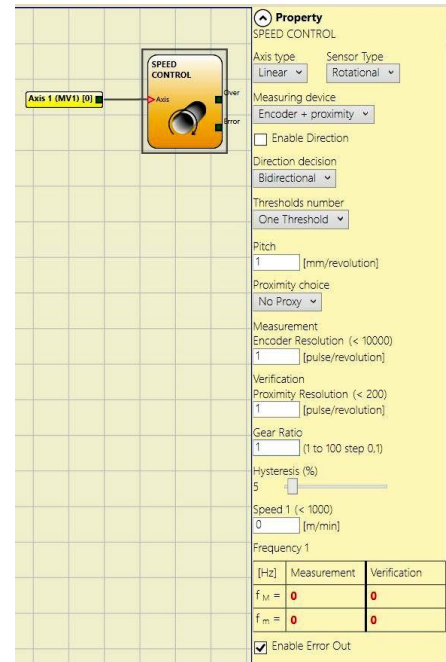 SPEED
CONTROL
Axis 1 (MV1) [0]
Axis
Over
Error
Property
SPEED CONTROL
Axis type Sensor Type
Linear Rotational
Measuring device
Encoder + proximity
Enable Direction
Direction decision
Bidirectional
Thresholds number
One Threshold
Pitch
1 [mm/revolution]
Proximity choice
No Proxy
Measurement
Encoder Resolution (< 10000)
1 [pulse/revolution]
Verification
Proximity Resolution (< 200)
1 [pulse/revolution]
Gear Ratio
1 (1 to 100 step 0,1)
Hysteresis (%)
5
Speed 1 (< 1000)
0 [m/min]
Frequency 1
[Hz] Measurement Verification
f M = 0 0
f m = 0 0
Enable Error Out